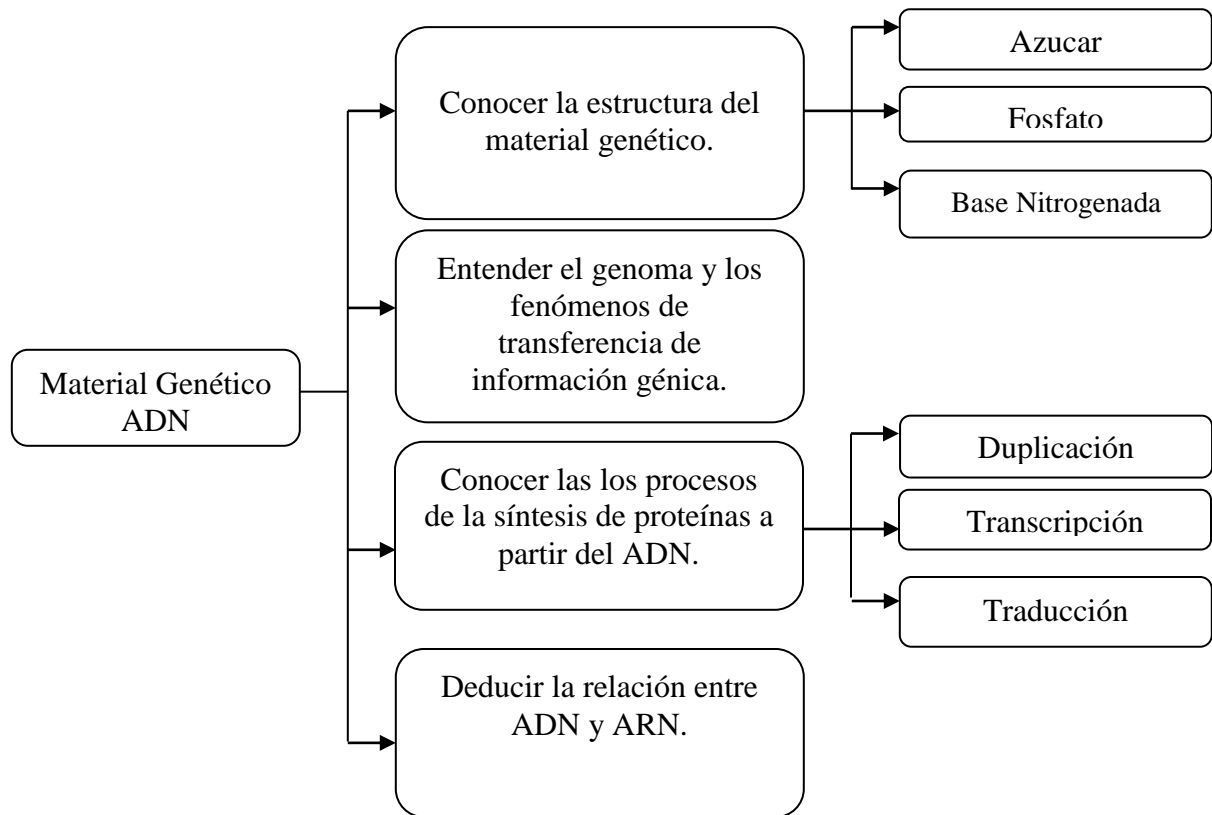 Material Genético
ADN
Conocer la estructura del
material genético.
Azucar
Fosfato
Base Nitrogenada
Entender el genoma y los
fenómenos de
transferencia de
información génica.
Conocer las los procesos
de la síntesis de proteínas a
partir del ADN.
Duplicación
Transcripción
Traducción
Deducir la relación entre
ADN y ARN.